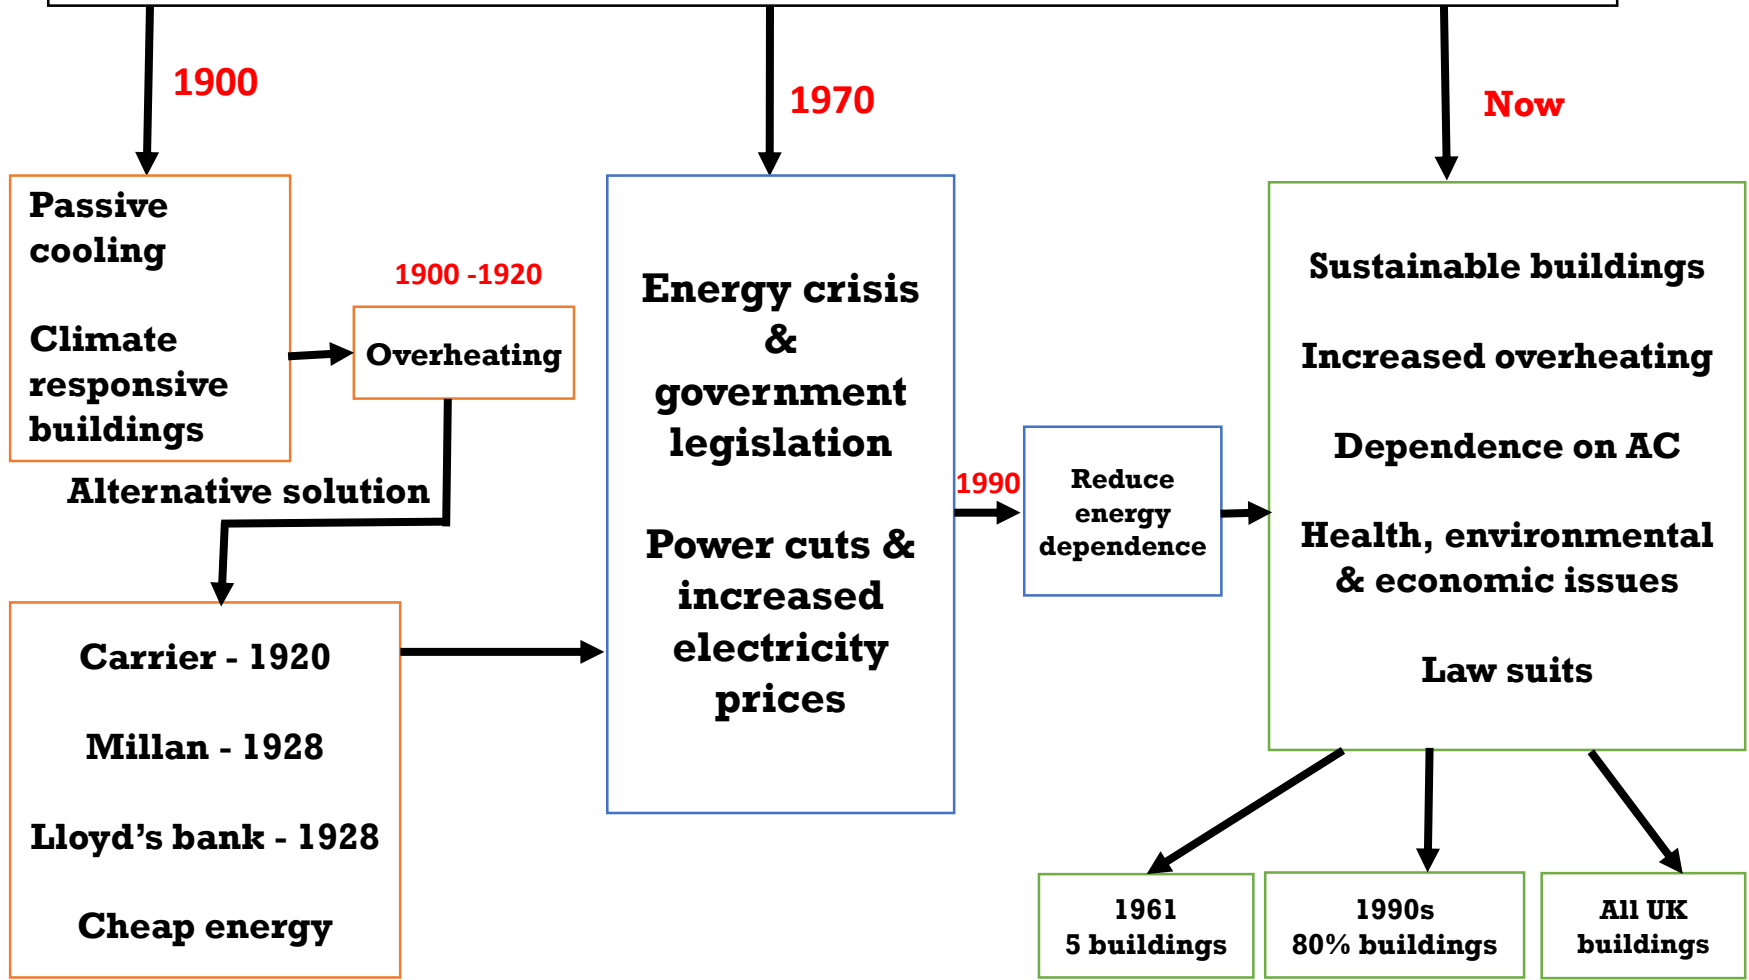 1900
1970
Now
Passive
cooling
Climate
responsive
buildings
1900 -1920
Overheating
Alternative solution
Carrier - 1920
Millan - 1928
Lloyd's bank - 1928
Cheap energy
Energy crisis
&
government
legislation
Power cuts &
increased
electricity
prices
1990
Reduce
energy
dependence
Sustainable buildings
Increased overheating
Dependence on AC
Health, environmental
& economic issues
Law suits
1961
5 buildings
1990s
80% buildings
All UK
buildings